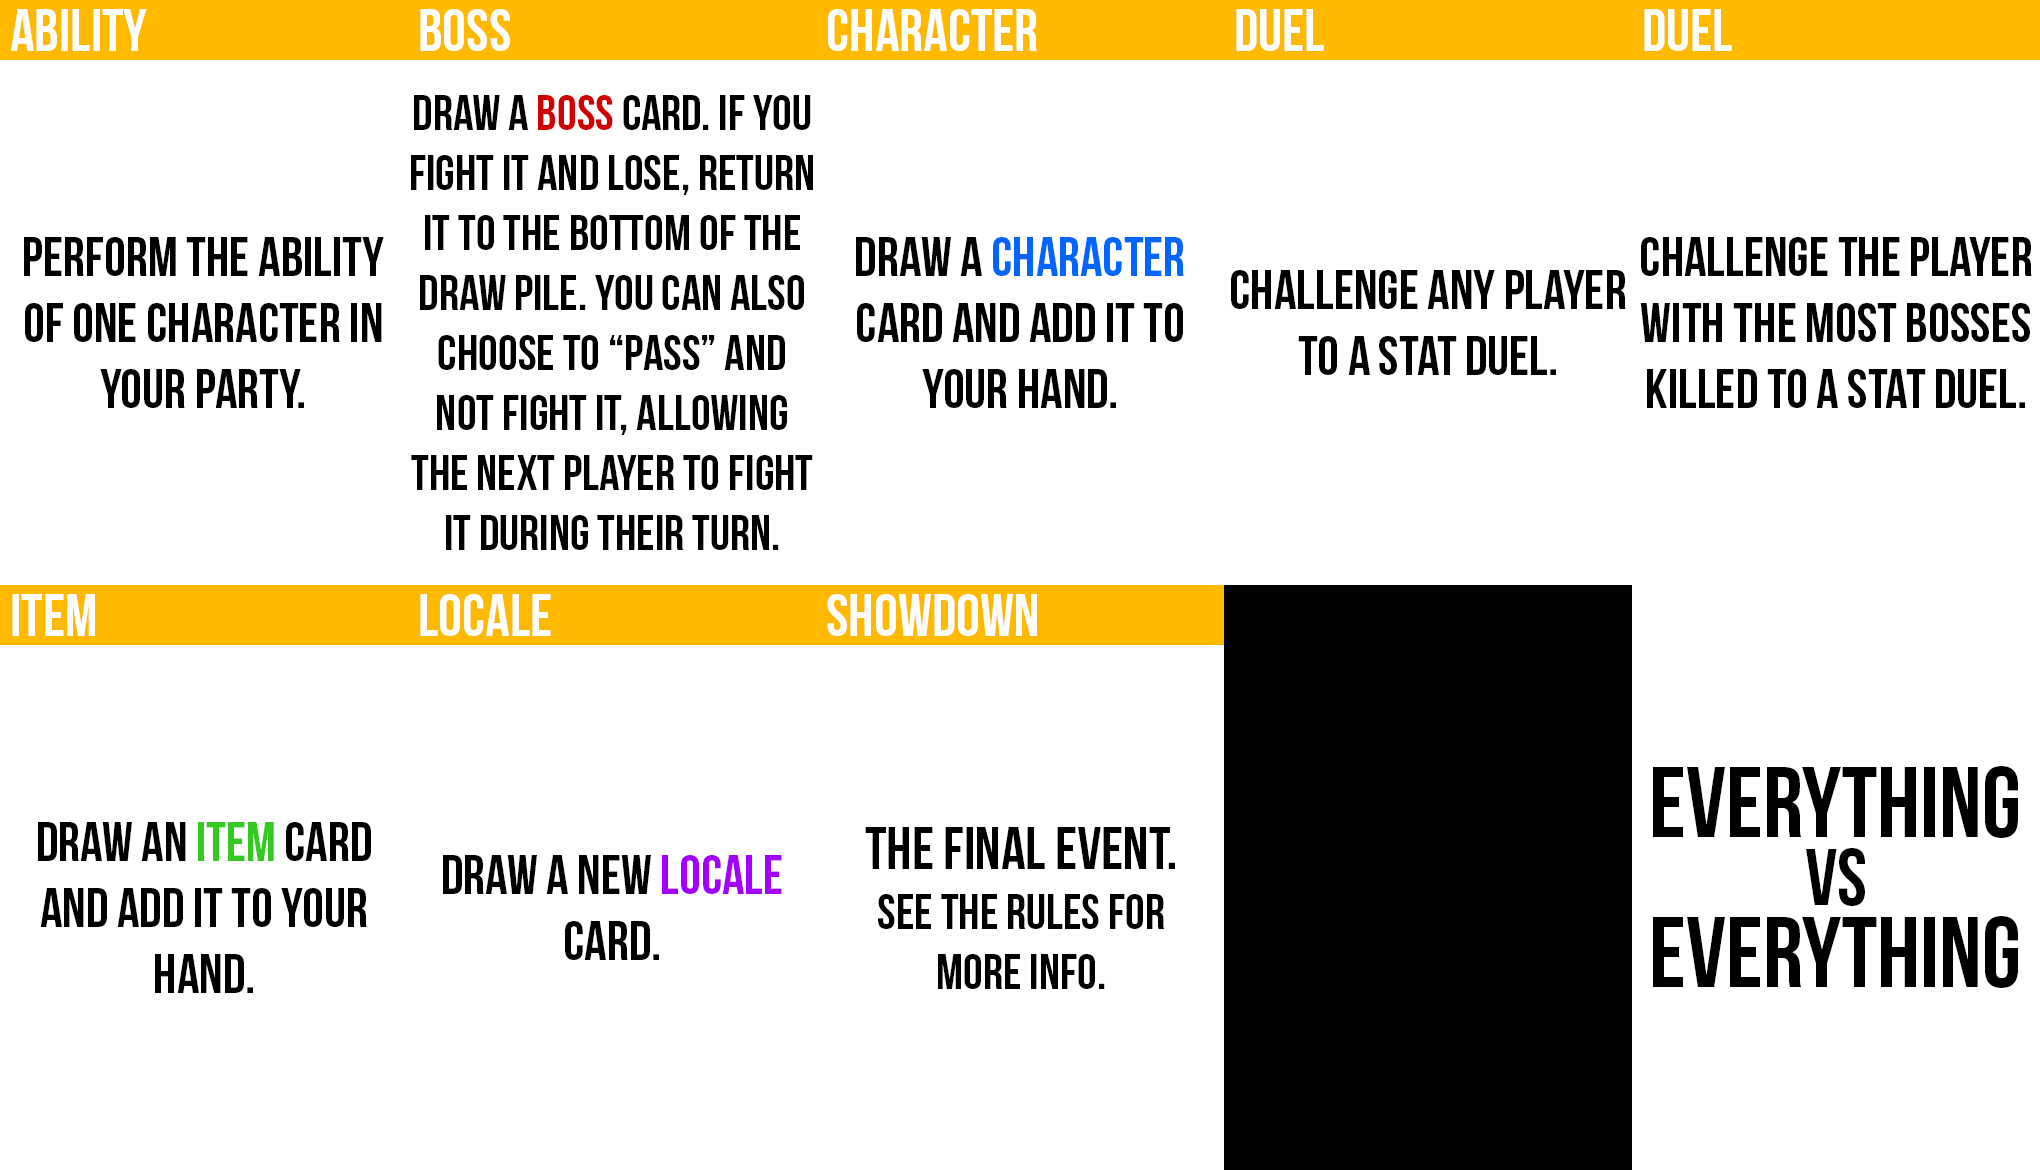 ABILITY
PERFORM THE ABILITY
OF ONE CHARACTER IN
YOUR PARTY.
BOSS
DRAW A BOSS CARD. IF YOU
FIGHT IT AND LOSE, RETURN
IT TO THE BOTTOM OF THE
DRAW PILE. YOU CAN ALSO
CHOOSE TO “PASS” AND
NOT FIGHT IT, ALLOWING
THE NEXT PLAYER TO FIGHT
IT DURING THEIR TURN.
CHARACTER
DRAW A CHARACTER
CARD AND ADD IT TO
YOUR HAND.
DUEL
CHALLENGE ANY PLAYER
TO A STAT DUEL.
DUEL
CHALLENGE THE PLAYER
WITH THE MOST BOSSES
KILLED TO A STAT DUEL.
ITEM
DRAW AN ITEM CARD
AND ADD IT TO YOUR
HAND.
LOCALE
DRAW A NEW LOCALE
CARD.
SHOWDOWN
THE FINAL EVENT.
SEE THE RULES FOR
MORE INFO.
EVERYTHING
VS
EVERYTHING